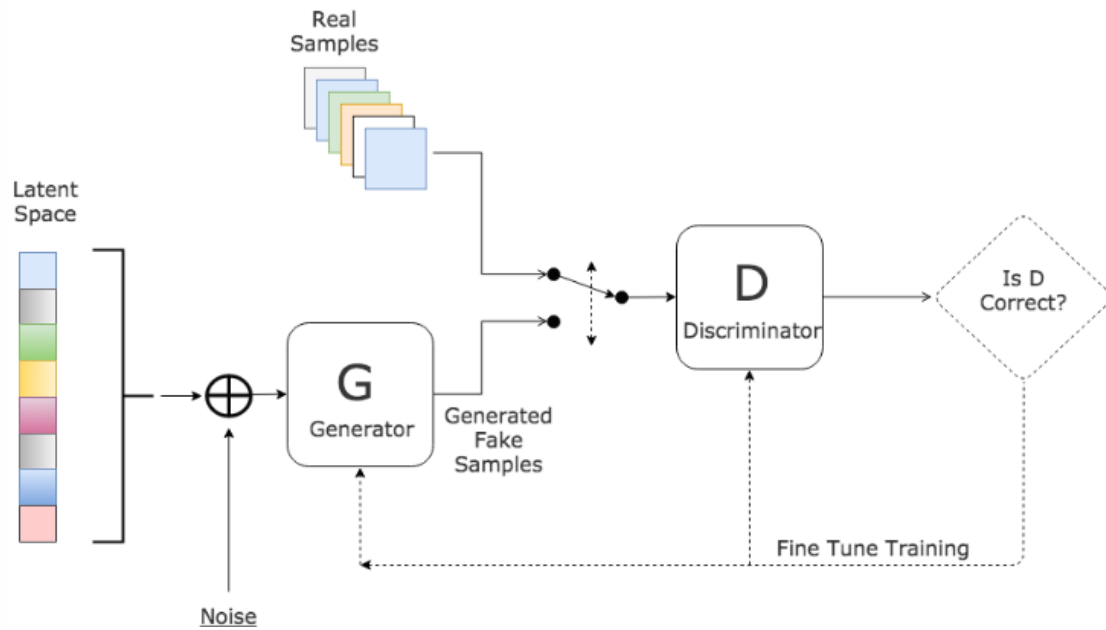 Real
Samples
Latent
Space
D
Discriminator
Is D
Correct?
G
Generator
Generated
Fake
Samples
Fine Tune Training
Noise